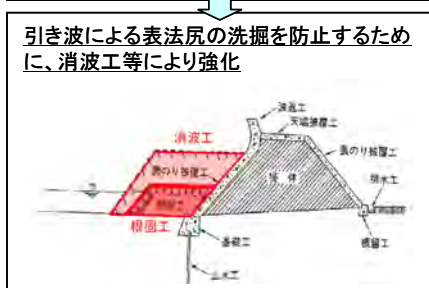 引き波による表法尻の洗掘を防止するため
に、消波工等により強化
波返工
天端被覆工
消波工
表のり被覆工
裏のり被覆工
堤体
排水工
根固工
基礎工
根留工
止水工